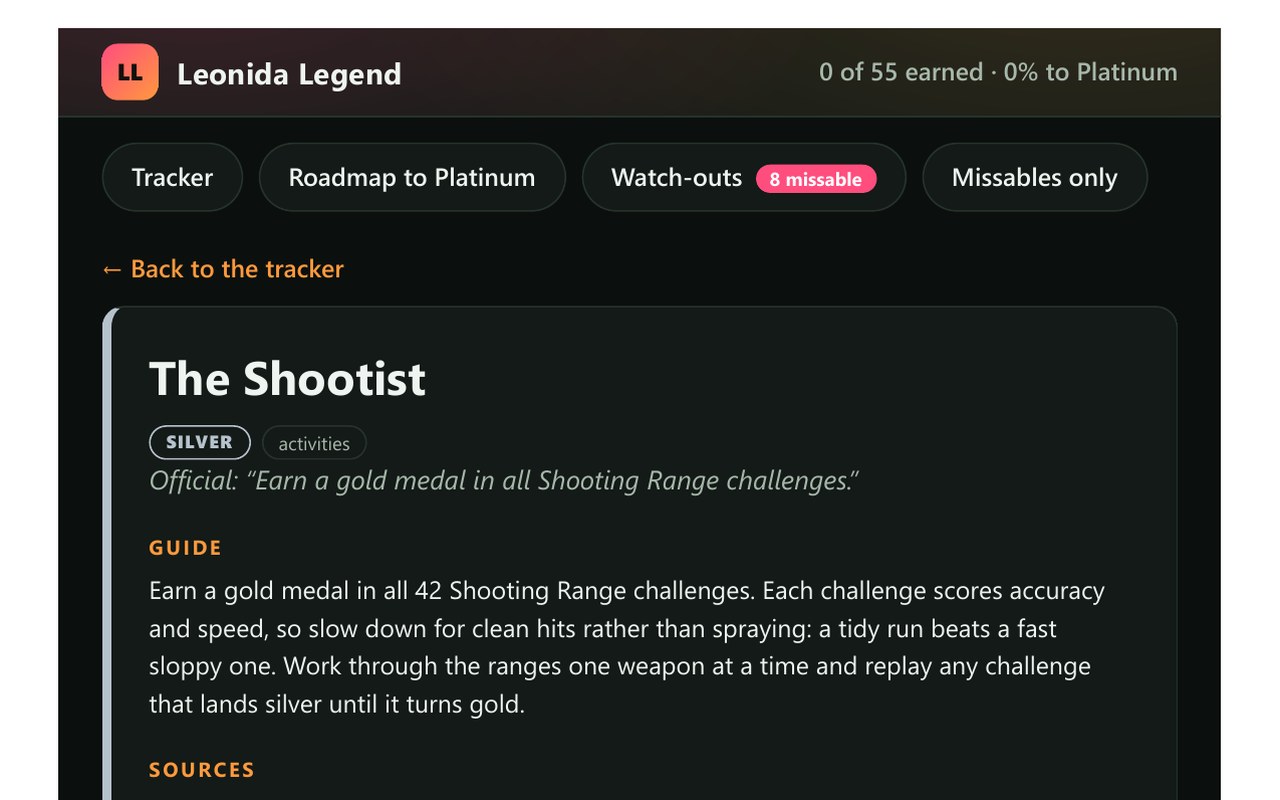 LL
Leonida Legend
0 of 55 earned · 0% to Platinum
Tracker
Roadmap to Platinum
Watch-outs
8 missable
Missables only
← Back to the tracker
The Shootist
SILVER
activities
Official: “Earn a gold medal in all Shooting Range challenges.”
GUIDE
Earn a gold medal in all 42 Shooting Range challenges. Each challenge scores accuracy
and speed, so slow down for clean hits rather than spraying: a tidy run beats a fast
sloppy one. Work through the ranges one weapon at a time and replay any challenge
that lands silver until it turns gold.
SOURCES